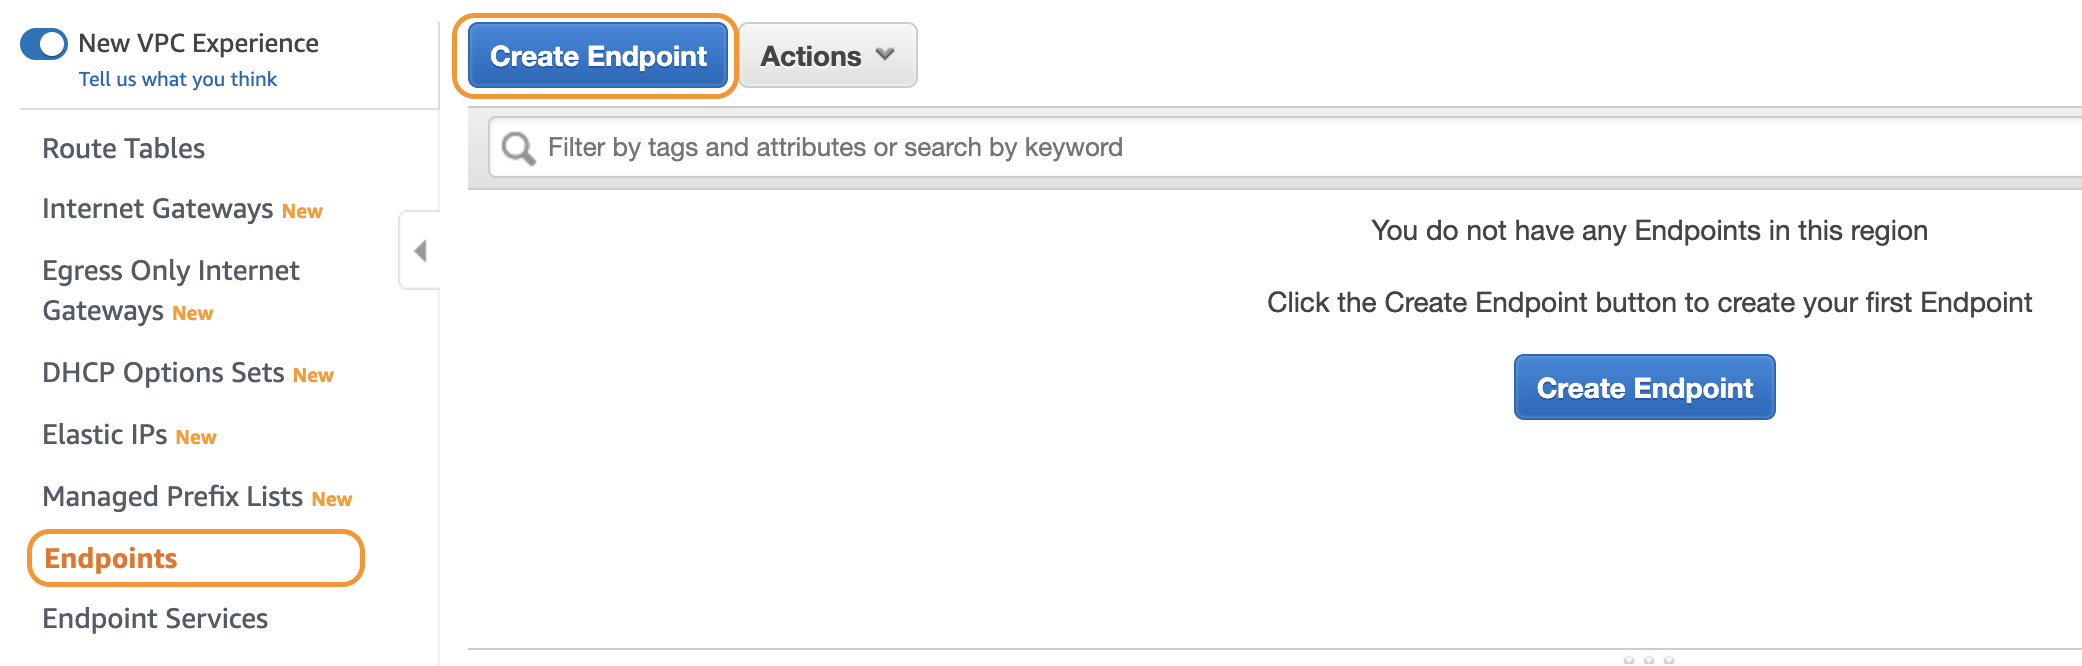 New VPC Experience
Tell us what you think
Route Tables
Internet Gateways New
Egress Only Internet
Gateways New
DHCP Options Sets New
Elastic IPs New
Managed Prefix Lists New
Endpoints
Endpoint Services
Create Endpoint Actions
Filter by tags and attributes or search by keyword
You do not have any Endpoints in this region
Click the Create Endpoint button to create your first Endpoint
Create Endpoint